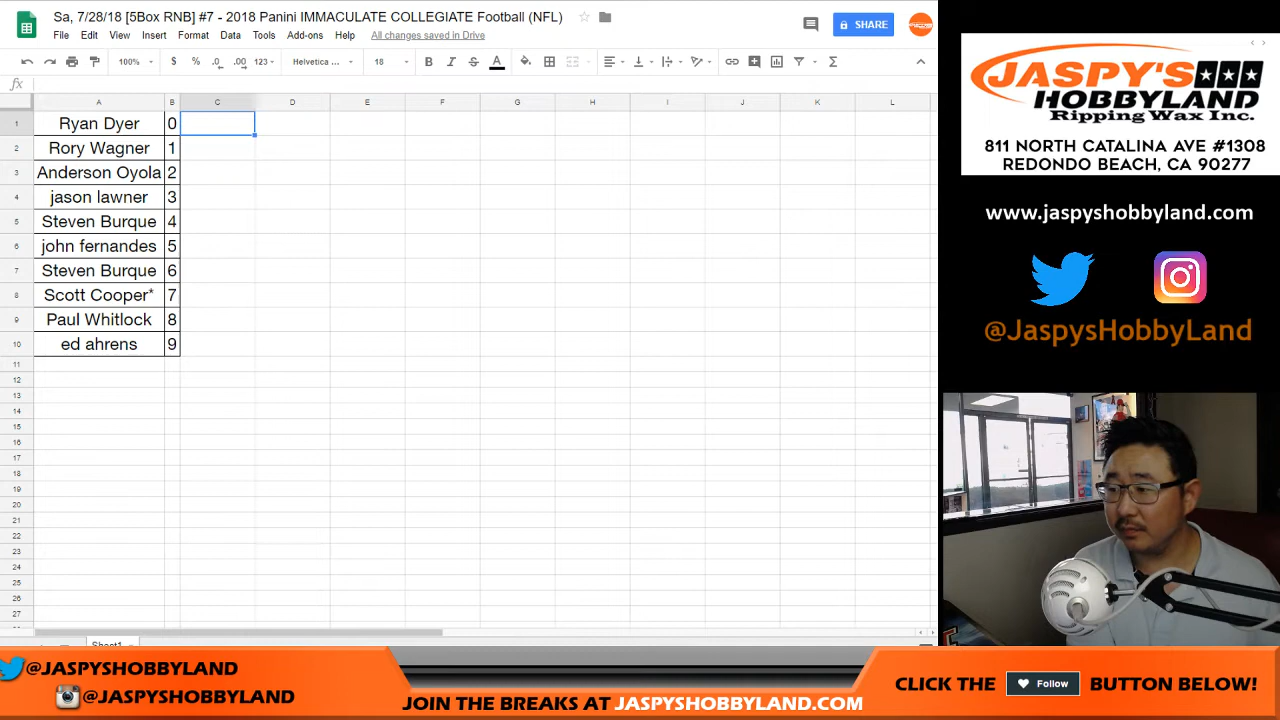 Sa, 7/28/18 [5Box RNB] #7 - 2018 Panini IMMACULATE COLLEGIATE Football (NFL)
File Edit View Insert Format Data Tools Add-ons Help All changes saved in Drive
SHARE
100% $ % .0 .00 123 Helvetica ... 18 B I S A
fx
A B C D E F G H I J K L
1 Ryan Dyer 0
2 Rory Wagner 1
3 Anderson Oyola 2
4 jason lawner 3
5 Steven Burque 4
6 john fernandes 5
7 Steven Burque 6
8 Scott Cooper* 7
9 Paul Whitlock 8
10 ed ahrens 9
11
12
13
14
15
16
17
18
19
20
21
22
23
24
25
26
27
Sheet1
JASPY'S
HOBBYLAND
Ripping Wax Inc.
811 NORTH CATALINA AVE #1308
REDONDO BEACH, CA 90277
www.jaspyshobbyland.com
@JaspysHobbyLand
@JASPYSHOBBYLAND
@JASPYSHOBBYLAND
JOIN THE BREAKS AT JASPYSHOBBYLAND.COM
CLICK THE Follow BUTTON BELOW!